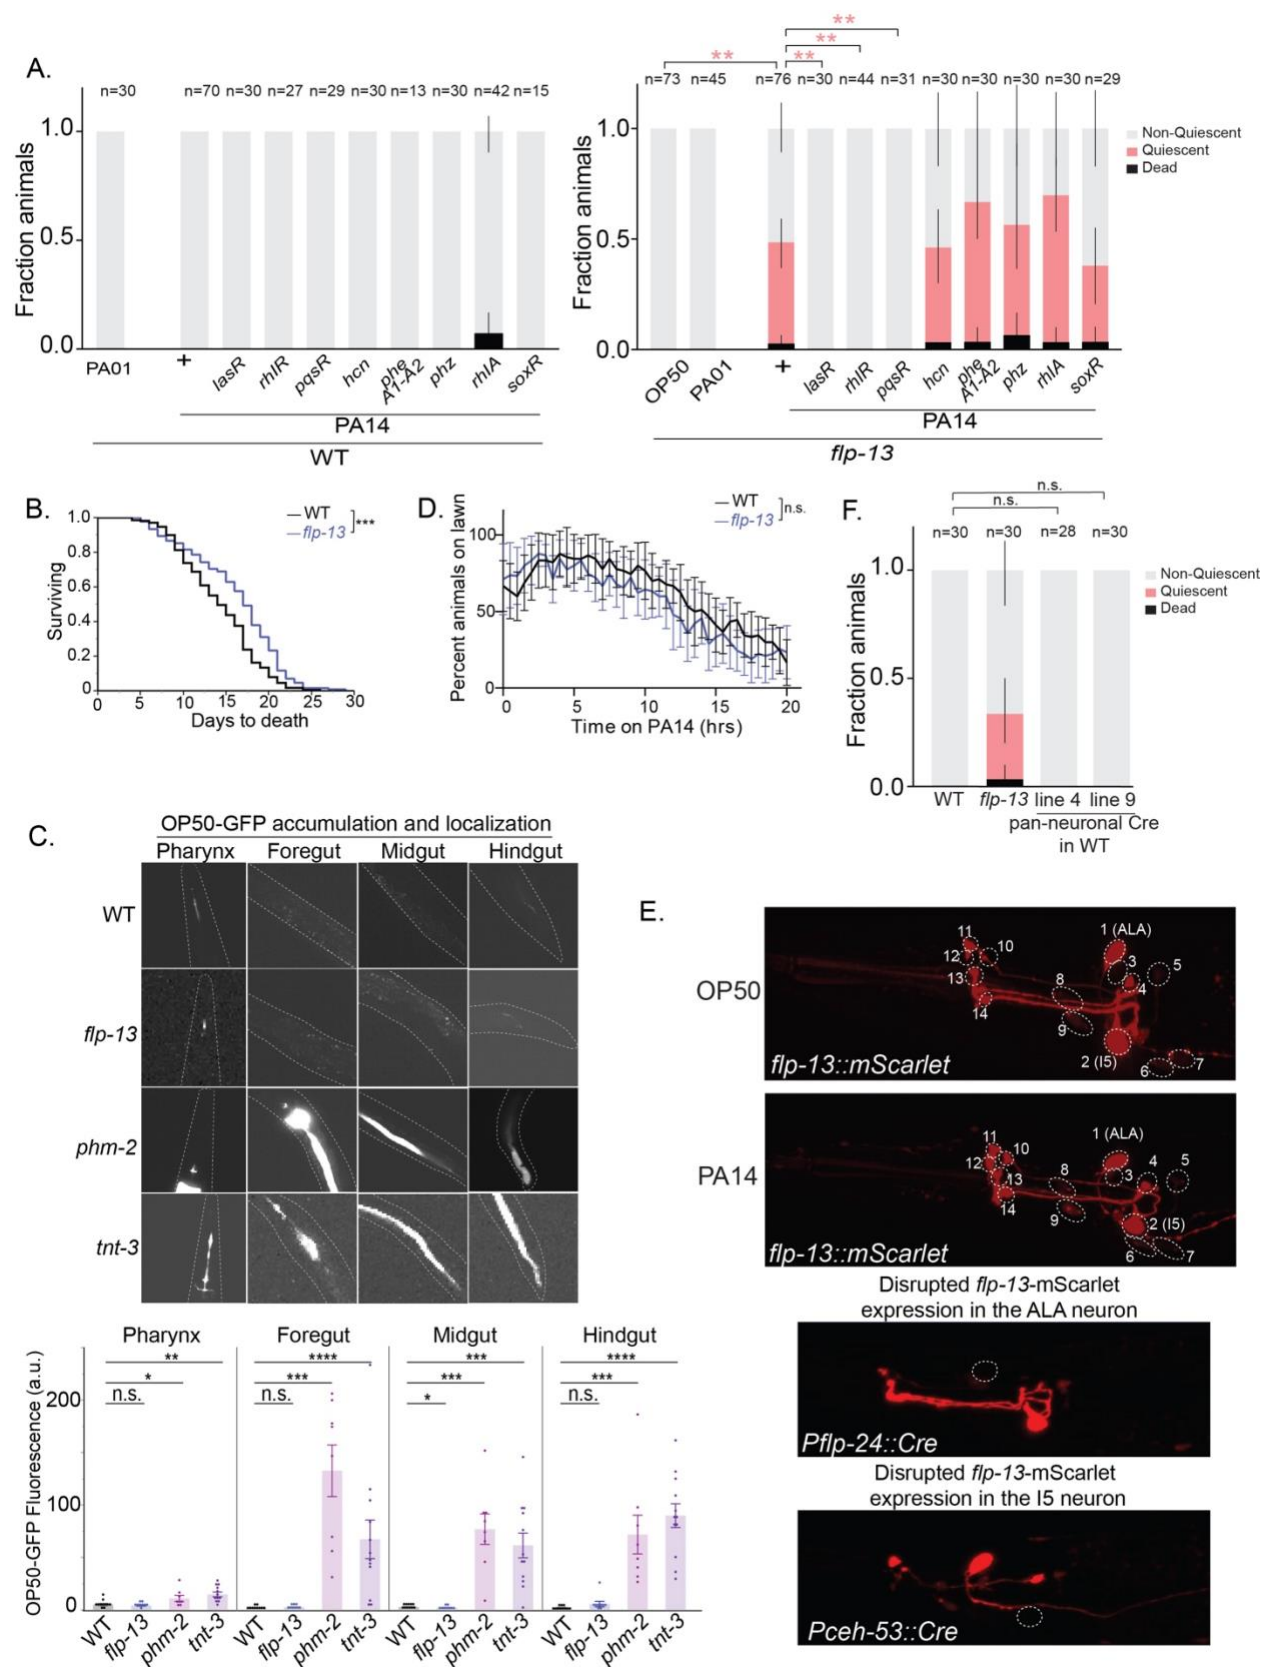 A.
n=30 n=70 n=30 n=27 n=29 n=30 n=13 n=30 n=42 n=15
Fraction animals
1.0
0.5
0.0
PA01 + lasR rhlR pqsR hcn phe A1-A2 phz rhlA soxR
PA14
WT
** ** ** **
n=73 n=45 n=76 n=30 n=44 n=31 n=30 n=30 n=30 n=30 n=29
Fraction animals
1.0
0.5
0.0
Non-Quiescent
Quiescent
Dead
OP50 PA01 + lasR rhlR pqsR hcn phe A1-A2 phz rhlA soxR
PA14
flp-13
B.
WT
flp-13
***
Surviving
1.0
0.8
0.6
0.4
0.2
0
0 5 10 15 20 25 30
Days to death
D.
WT
flp-13
n.s.
Percent animals on lawn
100
50
0
0 5 10 15 20
Time on PA14 (hrs)
F.
n.s.
n.s.
n=30 n=30 n=28 n=30
Fraction animals
1.0
0.5
0.0
Non-Quiescent
Quiescent
Dead
WT flp-13 line 4 line 9
pan-neuronal Cre
in WT
C.
OP50-GFP accumulation and localization
Pharynx Foregut Midgut Hindgut
WT
flp-13
phm-2
tnt-3
Pharynx Foregut Midgut Hindgut
OP50-GFP Fluorescence (a.u.)
200
100
0
** * n.s.
**** *** n.s.
*** *** *
**** *** n.s.
WT flp-13 phm-2 tnt-3 WT flp-13 phm-2 tnt-3 WT flp-13 phm-2 tnt-3 WT flp-13 phm-2 tnt-3
E.
OP50
11 12 10 13 14 8 9 1 (ALA) 3 4 5 2 (I5) 6 7
flp-13::mScarlet
PA14
11 12 10 13 14 8 9 1 (ALA) 3 4 5 2 (I5) 6 7
flp-13::mScarlet
Disrupted flp-13-mScarlet
expression in the ALA neuron
Pflp-24::Cre
Disrupted flp-13-mScarlet
expression in the I5 neuron
Pceh-53::Cre